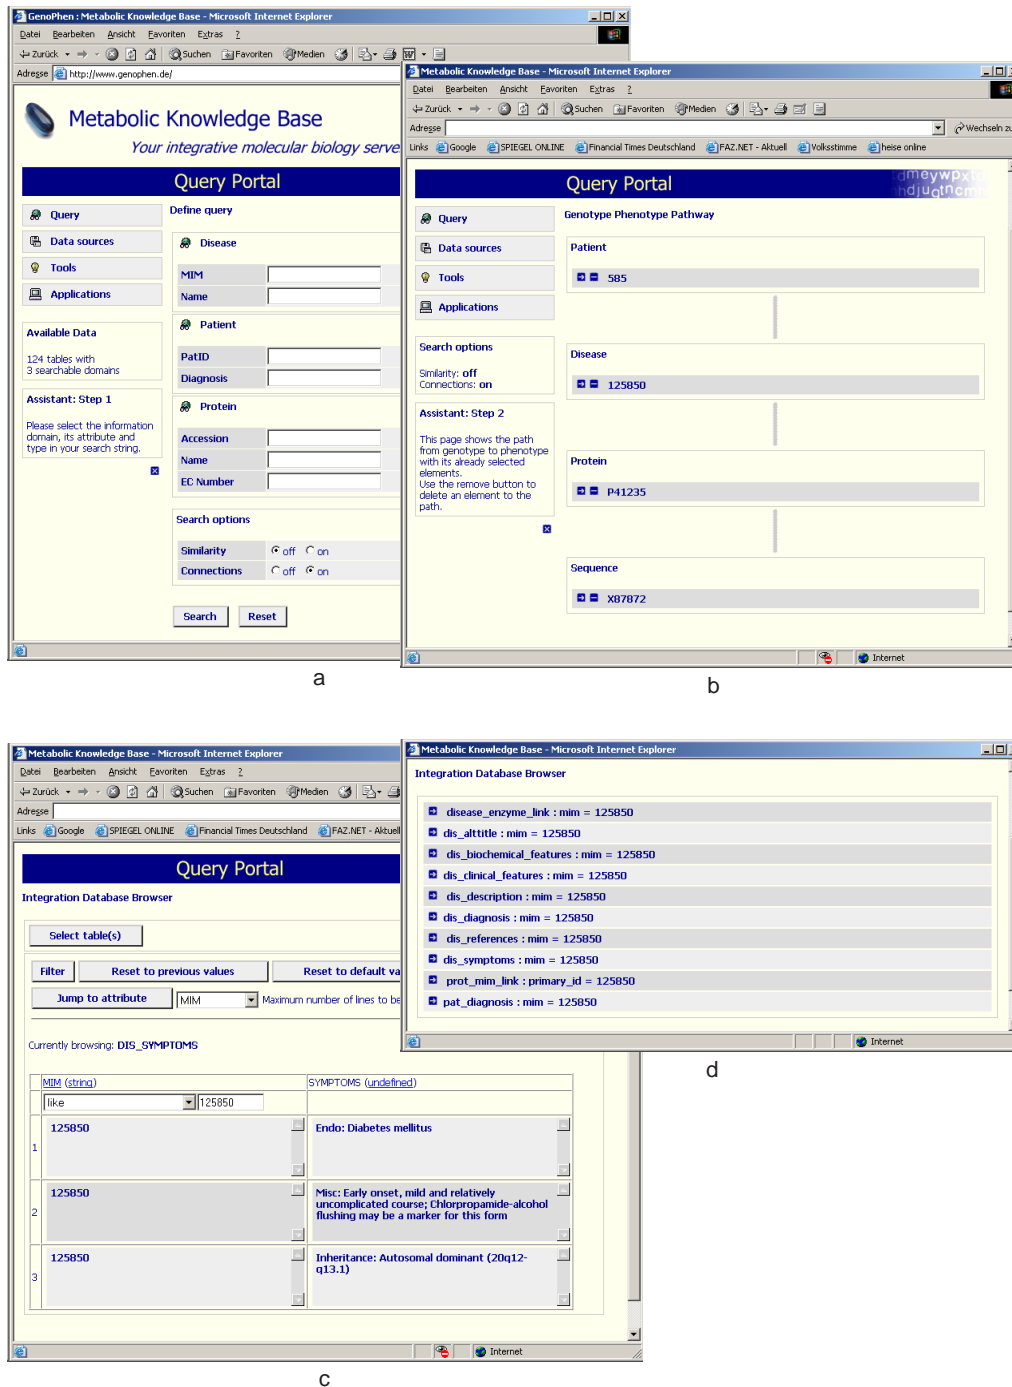 GenoPhen : Metabolic Knowledge Base - Microsoft Internet Explorer
Datei Bearbeiten Ansicht Favoriten Extras ?
Zurück Suchen Favoriten Medien
Adresse http://www.genophen.de/
Metabolic Knowledge Base
Your integrative molecular biology serve
Query Portal
Query
Data sources
Tools
Applications
Available Data
124 tables with
3 searchable domains
Assistant: Step 1
Please select the information
domain, its attribute and
type in your search string.
Define query
Disease
MIM
Name
Patient
PatID
Diagnosis
Protein
Accession
Name
EC Number
Search options
Similarity off on
Connections off on
Search Reset
a
Metabolic Knowledge Base - Microsoft Internet Explorer
Datei Bearbeiten Ansicht Favoriten Extras ?
Zurück Suchen Favoriten Medien
Adresse Wechseln zu
Links Google SPIEGEL ONLINE Financial Times Deutschland FAZ.NET - Aktuell Volksstimme heise online
Query Portal
Query
Data sources
Tools
Applications
Search options
Similarity: off
Connections: on
Assistant: Step 2
This page shows the path
from genotype to phenotype
with its already selected
elements.
Use the remove button to
delete an element to the
path.
Genotype Phenotype Pathway
Patient
585
Disease
125850
Protein
P41235
Sequence
X87872
Internet
b
Metabolic Knowledge Base - Microsoft Internet Explorer
Datei Bearbeiten Ansicht Favoriten Extras ?
Zurück Suchen Favoriten Medien
Adresse
Links Google SPIEGEL ONLINE Financial Times Deutschland FAZ.NET - Aktuell
Query Portal
Integration Database Browser
Select table(s)
Filter Reset to previous values Reset to default va
Jump to attribute MIM Maximum number of lines to be
Currently browsing: DIS_SYMPTOMS
MIM (string) SYMPTOMS (undefined)
like 125850
1 125850 Endo: Diabetes mellitus
2 125850 Misc: Early onset, mild and relatively
uncomplicated course; Chlorpropamide-alcohol
flushing may be a marker for this form
3 125850 Inheritance: Autosomal dominant (20q12-
q13.1)
Internet
c
Metabolic Knowledge Base - Microsoft Internet Explorer
Integration Database Browser
disease_enzyme_link : mim = 125850
dis_alttitle : mim = 125850
dis_biochemical_features : mim = 125850
dis_clinical_features : mim = 125850
dis_description : mim = 125850
dis_diagnosis : mim = 125850
dis_references : mim = 125850
dis_symptoms : mim = 125850
prot_mim_link : primary_id = 125850
pat_diagnosis : mim = 125850
Internet
d